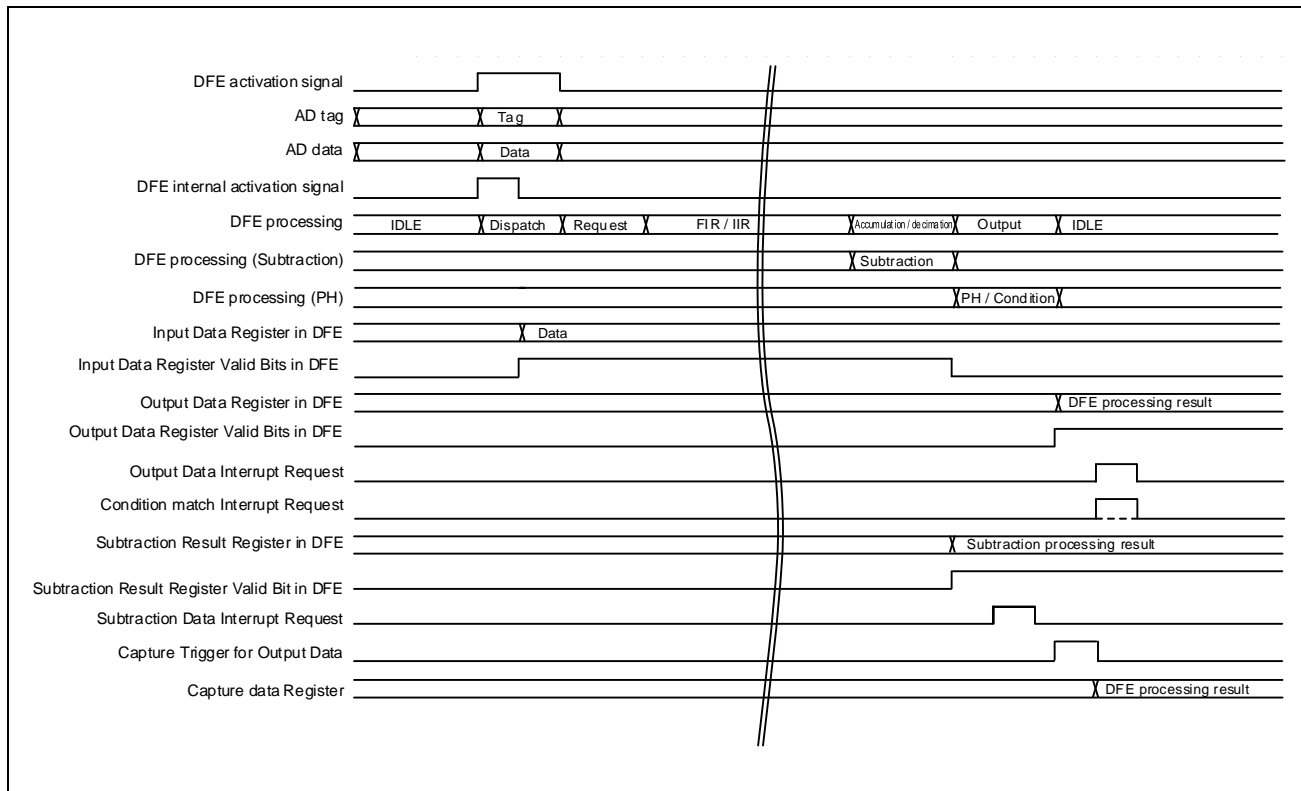 DFE activation signal
AD tag Tag
AD data Data
DFE internal activation signal
DFE processing IDLE Dispatch Request FIR / IIR Accumulation / decimation Output IDLE
DFE processing (Subtraction) Subtraction
DFE processing (PH) PH / Condition
Input Data Register in DFE Data
Input Data Register Valid Bits in DFE
Output Data Register in DFE DFE processing result
Output Data Register Valid Bits in DFE
Output Data Interrupt Request
Condition match Interrupt Request
Subtraction Result Register in DFE Subtraction processing result
Subtraction Result Register Valid Bit in DFE
Subtraction Data Interrupt Request
Capture Trigger for Output Data
Capture data Register DFE processing result